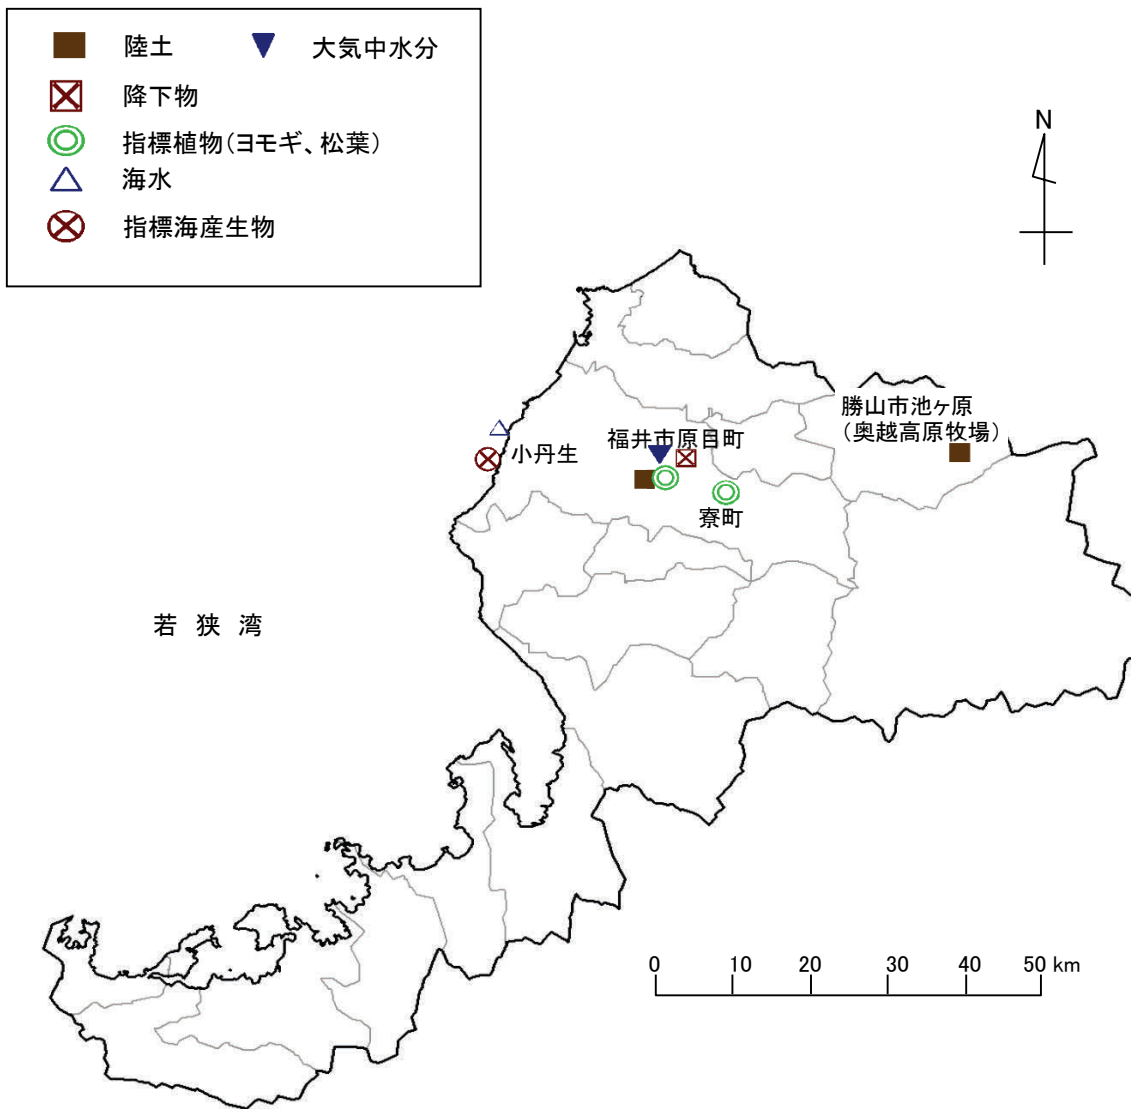 陸土
大気中水分
降下物
指標植物(ヨモギ、松葉)
海水
指標海産生物
N
勝山市池ヶ原
(奥越高原牧場)
福井市原目町
小丹生
寮町
若狭湾
0 10 20 30 40 50 km